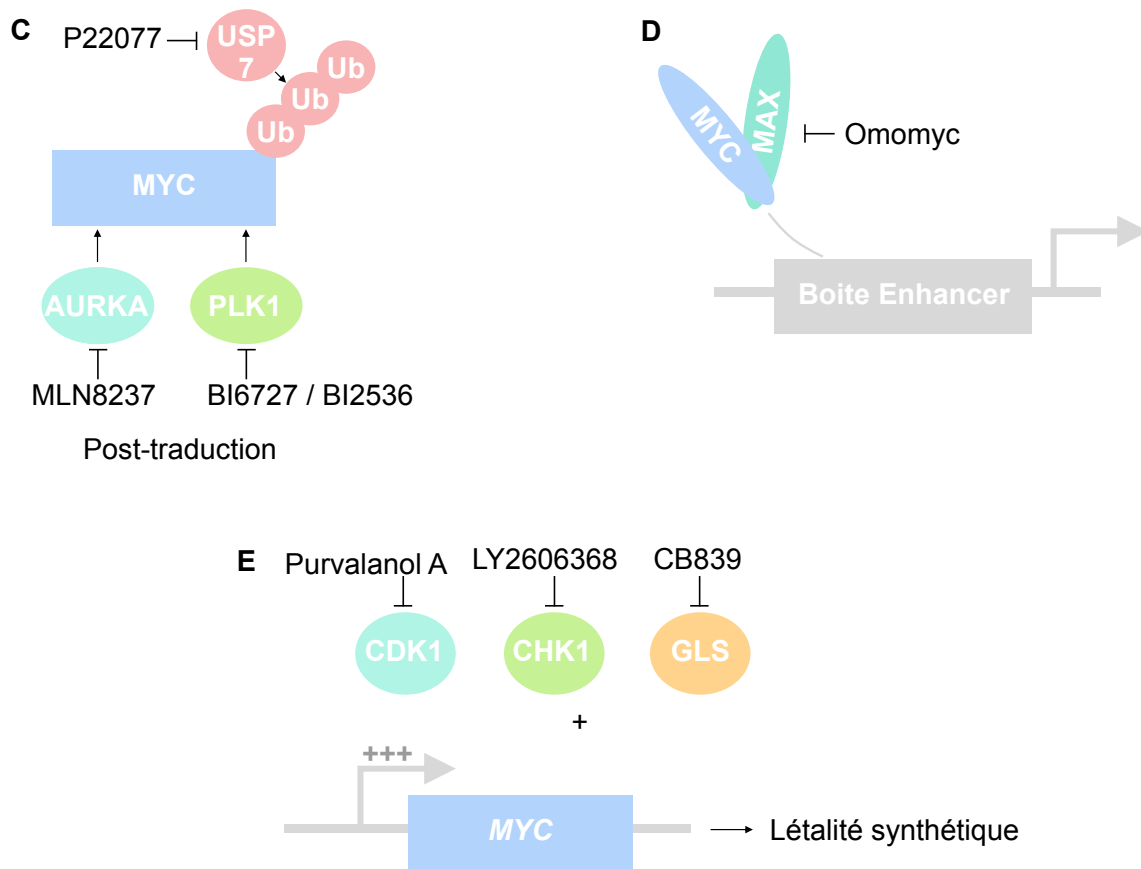 C
P22077
USP
7
Ub
Ub
Ub
MYC
AURKA
PLK1
MLN8237
BI6727 / BI2536
Post-traduction
D
MYC
MAX
Omomyc
Boite Enhancer
E
Purvalanol A
LY2606368
CB839
CDK1
CHK1
GLS
+
+++
MYC
Létalité synthétique